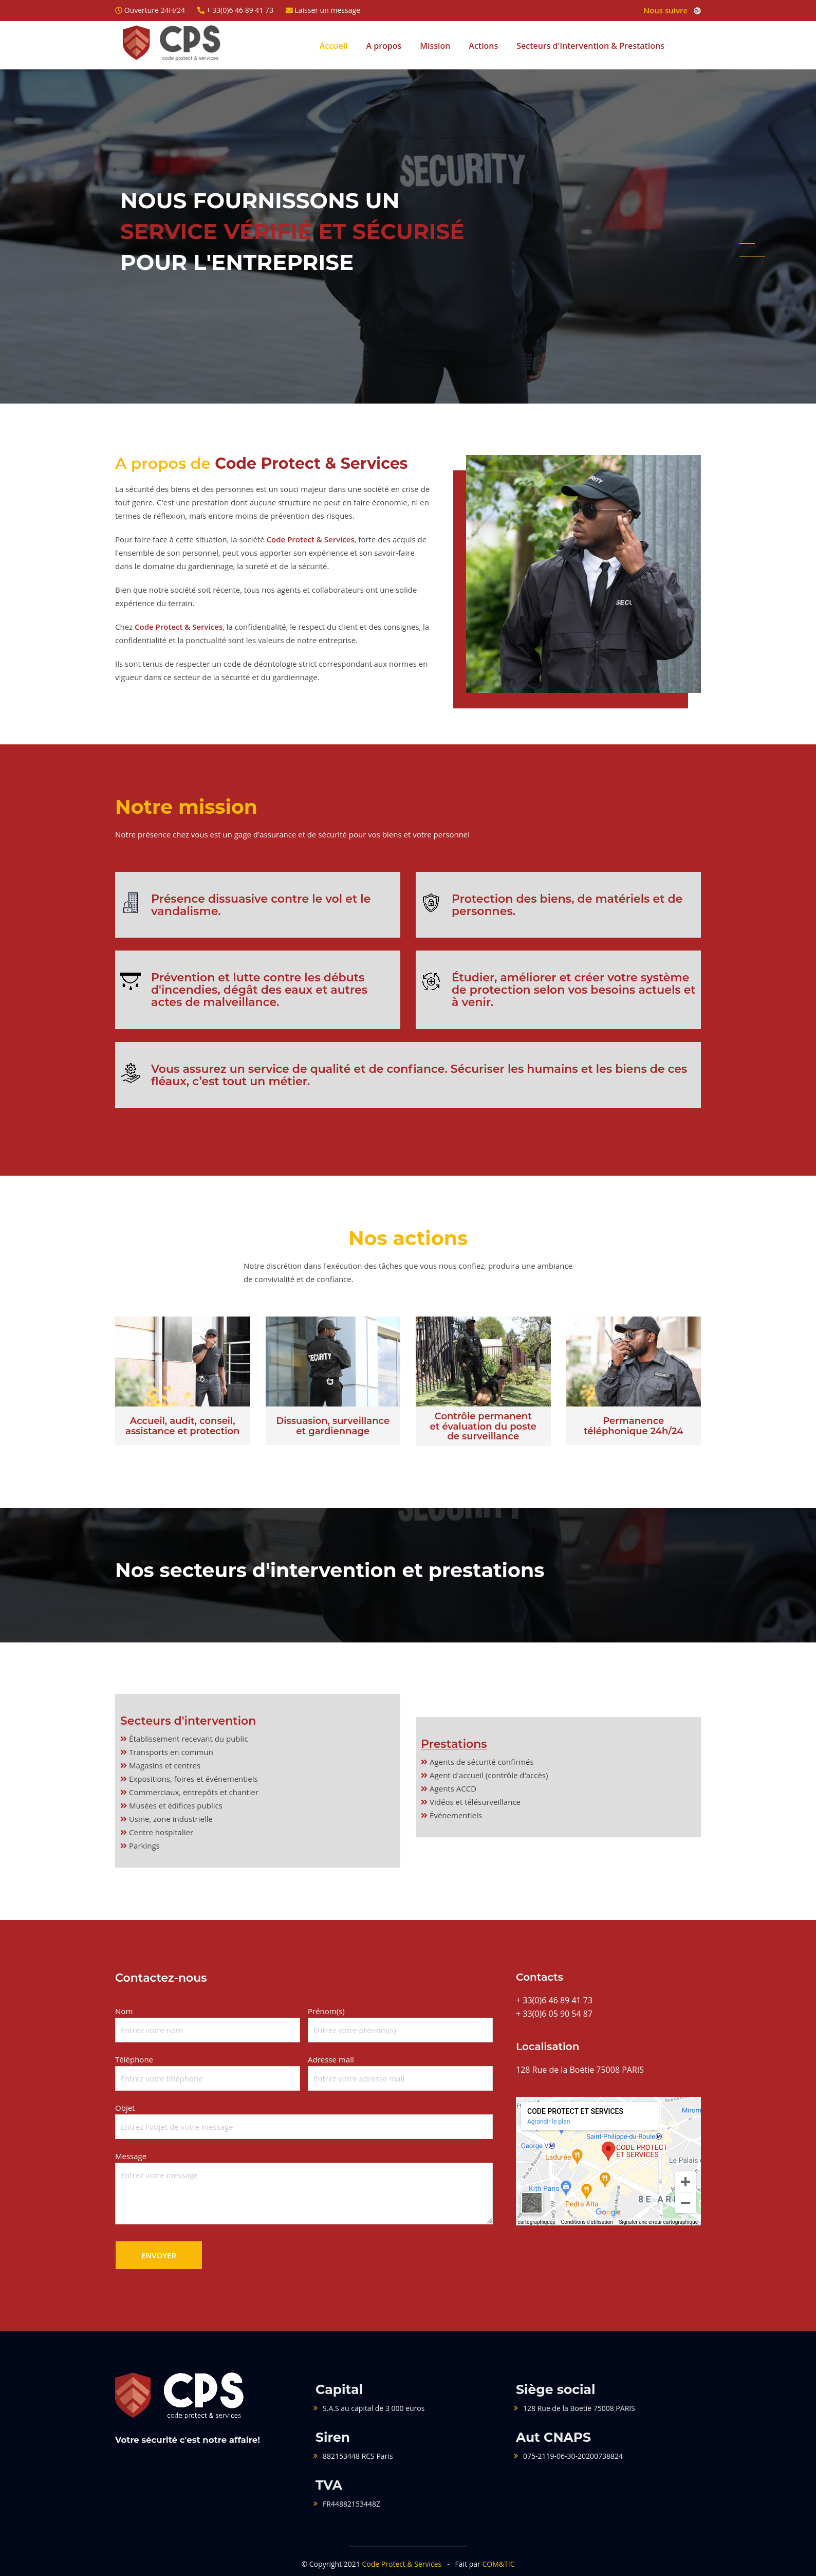 Ouverture 24H/24 + 33(0)6 46 89 41 73 Laisser un message Nous suivre
CPS
code protect & services
Accueil A propos Mission Actions Secteurs d'intervention & Prestations
SECURITY
NOUS FOURNISSONS UN
SERVICE VÉRIFIÉ ET SÉCURISÉ
POUR L'ENTREPRISE
A propos de Code Protect & Services
La sécurité des biens et des personnes est un souci majeur dans une société en crise de
tout genre. C'est une prestation dont aucune structure ne peut en faire économie, ni en
termes de réflexion, mais encore moins de prévention des risques.
Pour faire face à cette situation, la société Code Protect & Services, forte des acquis de
l'ensemble de son personnel, peut vous apporter son expérience et son savoir-faire
dans le domaine du gardiennage, la sureté et de la sécurité.
Bien que notre société soit récente, tous nos agents et collaborateurs ont une solide
expérience du terrain.
Chez Code Protect & Services, la confidentialité, le respect du client et des consignes, la
confidentialité et la ponctualité sont les valeurs de notre entreprise.
Ils sont tenus de respecter un code de déontologie strict correspondant aux normes en
vigueur dans ce secteur de la sécurité et du gardiennage.
Notre mission
Notre présence chez vous est un gage d'assurance et de sécurité pour vos biens et votre personnel
Présence dissuasive contre le vol et le
vandalisme.
Protection des biens, de matériels et de
personnes.
Prévention et lutte contre les débuts
d'incendies, dégât des eaux et autres
actes de malveillance.
Étudier, améliorer et créer votre système
de protection selon vos besoins actuels et
à venir.
Vous assurez un service de qualité et de confiance. Sécuriser les humains et les biens de ces
fléaux, c’est tout un métier.
Nos actions
Notre discrétion dans l'exécution des tâches que vous nous confiez, produira une ambiance
de convivialité et de confiance.
SECURITY
Accueil, audit, conseil,
assistance et protection
Dissuasion, surveillance
et gardiennage
Contrôle permanent
et évaluation du poste
de surveillance
Permanence
téléphonique 24h/24
Nos secteurs d'intervention et prestations
Secteurs d'intervention
Établissement recevant du public
Transports en commun
Magasins et centres
Expositions, foires et événementiels
Commerciaux, entrepôts et chantier
Musées et édifices publics
Usine, zone industrielle
Centre hospitalier
Parkings
Prestations
Agents de sécurité confirmés
Agent d'accueil (contrôle d'accès)
Agents ACCD
Vidéos et télésurveillance
Événementiels
Contactez-nous
Nom Prénom(s)
Entrez votre nom Entrez votre prénom(s)
Téléphone Adresse mail
Entrez votre téléphone Entrez votre adresse mail
Objet
Entrez l'objet de votre message
Message
Entrez votre message
ENVOYER
Contacts
+ 33(0)6 46 89 41 73
+ 33(0)6 05 90 54 87
Localisation
128 Rue de la Boétie 75008 PARIS
CODE PROTECT ET SERVICES
Agrandir le plan
Mirom
Saint-Philippe-du-Roule
George V
CODE PROTECT
ET SERVICES
Ladurée
Le Palais
Kith Paris
Pedra Alta
8E AR
Google
cartographiques Conditions d'utilisation Signaler une erreur cartographique
CPS
code protect & services
Votre sécurité c'est notre affaire!
Capital
S.A.S au capital de 3 000 euros
Siren
882153448 RCS Paris
TVA
FR44882153448Z
Siège social
128 Rue de la Boetie 75008 PARIS
Aut CNAPS
075-2119-06-30-20200738824
© Copyright 2021 Code Protect & Services - Fait par COM&TIC